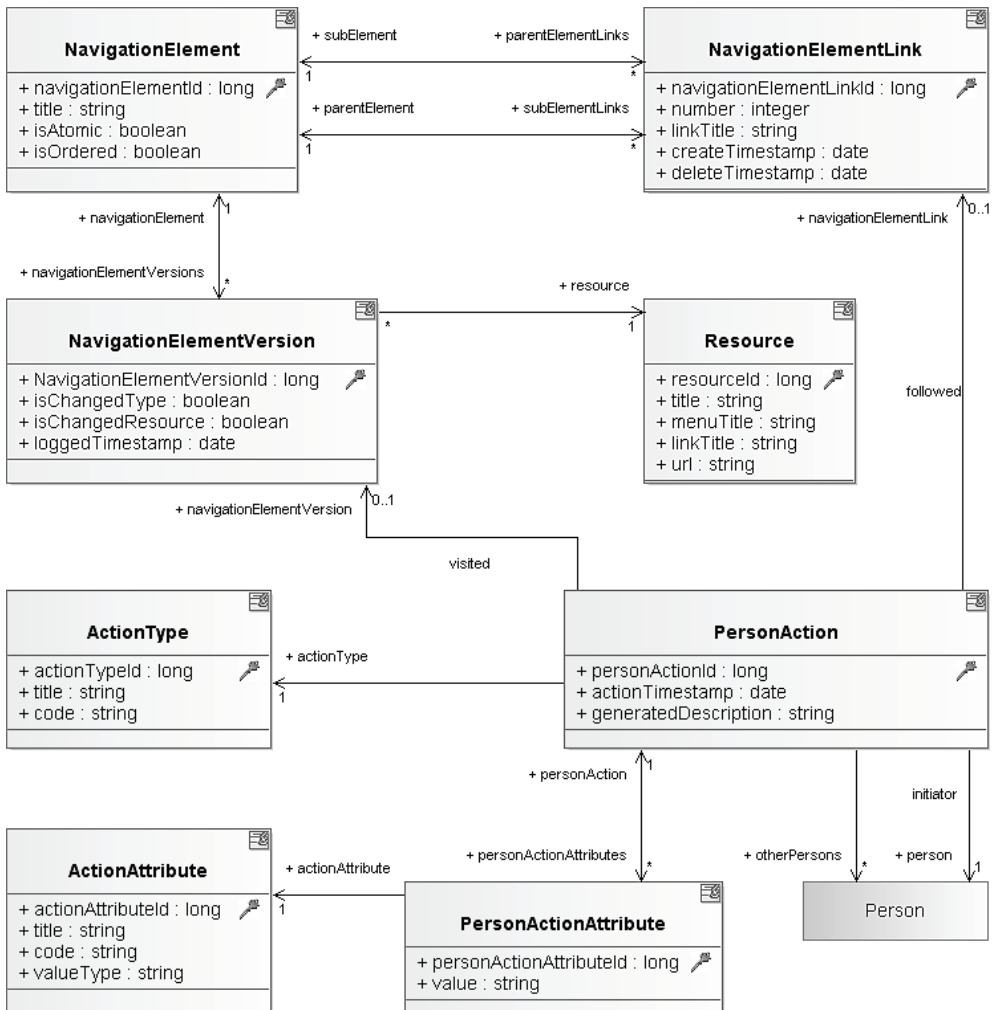 NavigationElement
+ navigationElementId : long
+ title : string
+ isAtomic : boolean
+ isOrdered : boolean
+ subElement
+ parentElementLinks
1
*
+ parentElement
+ subElementLinks
1
*
NavigationElementLink
+ navigationElementLinkId : long
+ number : integer
+ linkTitle : string
+ createTimestamp : date
+ deleteTimestamp : date
1
+ navigationElement
+ navigationElementVersions
*
0..1
+ navigationElementLink
NavigationElementVersion
+ NavigationElementVersionId : long
+ isChangedType : boolean
+ isChangedResource : boolean
+ loggedTimestamp : date
+ resource
*
1
Resource
+ resourceId : long
+ title : string
+ menuTitle : string
+ linkTitle : string
+ url : string
followed
0..1
+ navigationElementVersion
visited
ActionType
+ actionTypeId : long
+ title : string
+ code : string
+ actionType
1
PersonAction
+ personActionId : long
+ actionTimestamp : date
+ generatedDescription : string
1
+ personAction
+ personActionAttributes
*
initiator
+ otherPersons
*
+ person
1
Person
ActionAttribute
+ actionAttributeId : long
+ title : string
+ code : string
+ valueType : string
+ actionAttribute
1
PersonActionAttribute
+ personActionAttributeId : long
+ value : string